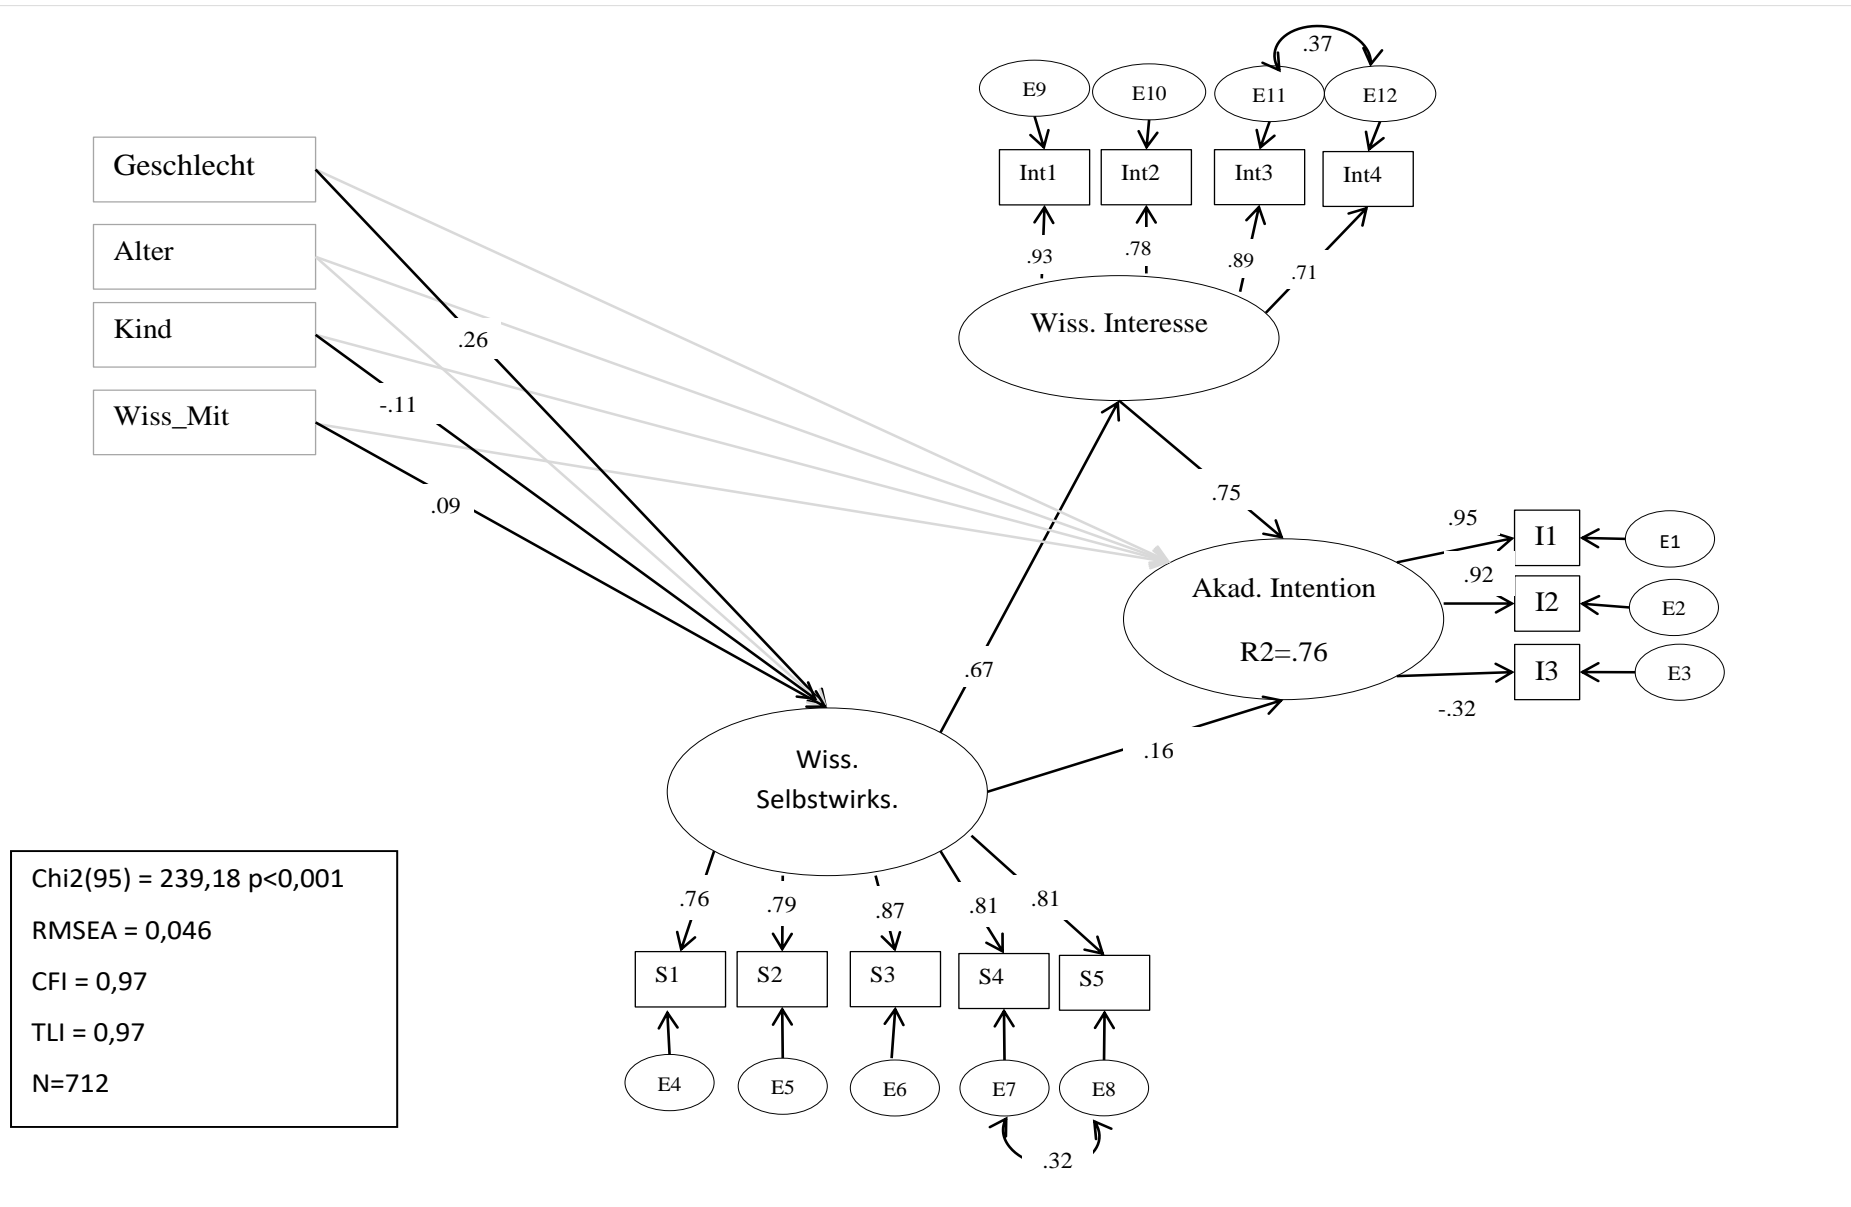 .37
E9
E10
E11
E12
Geschlecht
Int1
Int2
Int3
Int4
Alter
.93
.78
.89
.71
Kind
Wiss. Interesse
.26
-.11
Wiss_Mit
.09
.75
.95
I1
E1
.92
Akad. Intention
I2
E2
R2=.76
.67
I3
E3
-.32
.16
Wiss.
Selbstwirks.
Chi2(95) = 239,18 p<0,001
RMSEA = 0,046
CFI = 0,97
TLI = 0,97
N=712
.76
.79
.87
.81
.81
S1
S2
S3
S4
S5
E4
E5
E6
E7
E8
.32